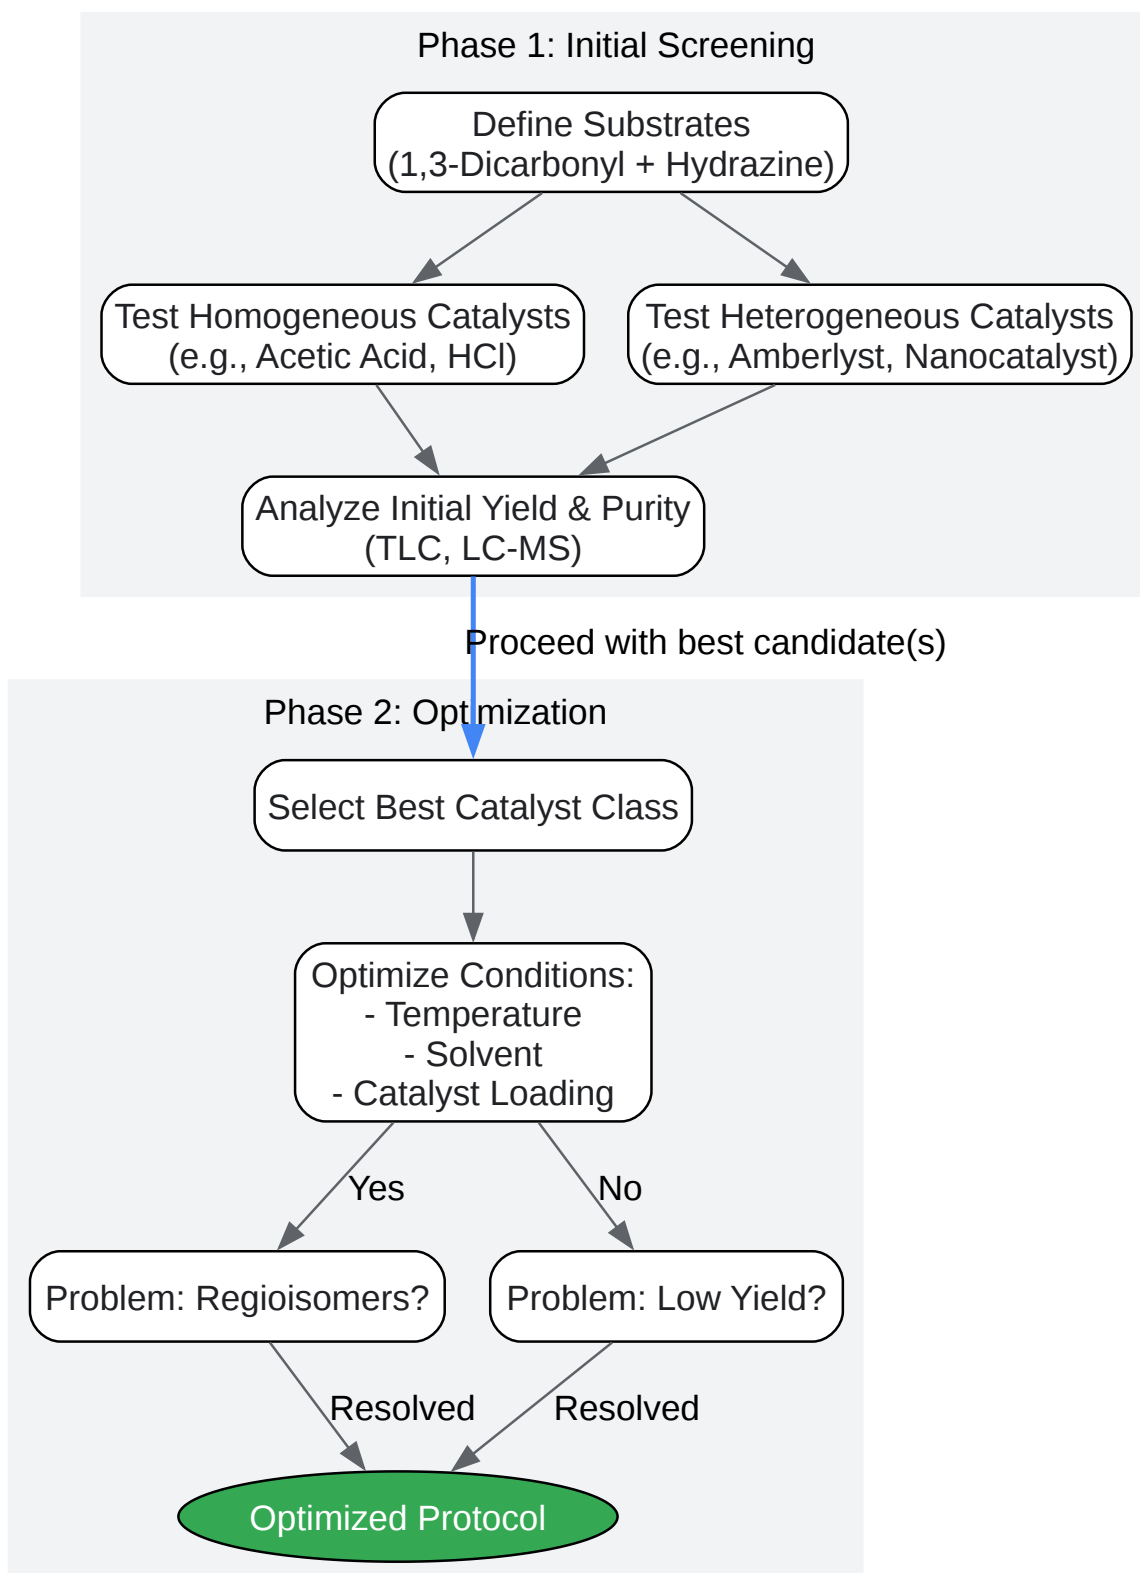 Phase 1: Initial Screening
Define Substrates
(1,3-Dicarbonyl + Hydrazine)
Test Homogeneous Catalysts
(e.g., Acetic Acid, HCl)
Test Heterogeneous Catalysts
(e.g., Amberlyst, Nanocatalyst)
Analyze Initial Yield & Purity
(TLC, LC-MS)
Proceed with best candidate(s)
Phase 2: Optimization
Select Best Catalyst Class
Optimize Conditions:
- Temperature
- Solvent
- Catalyst Loading
Yes
No
Problem: Regioisomers?
Problem: Low Yield?
Resolved
Resolved
Optimized Protocol